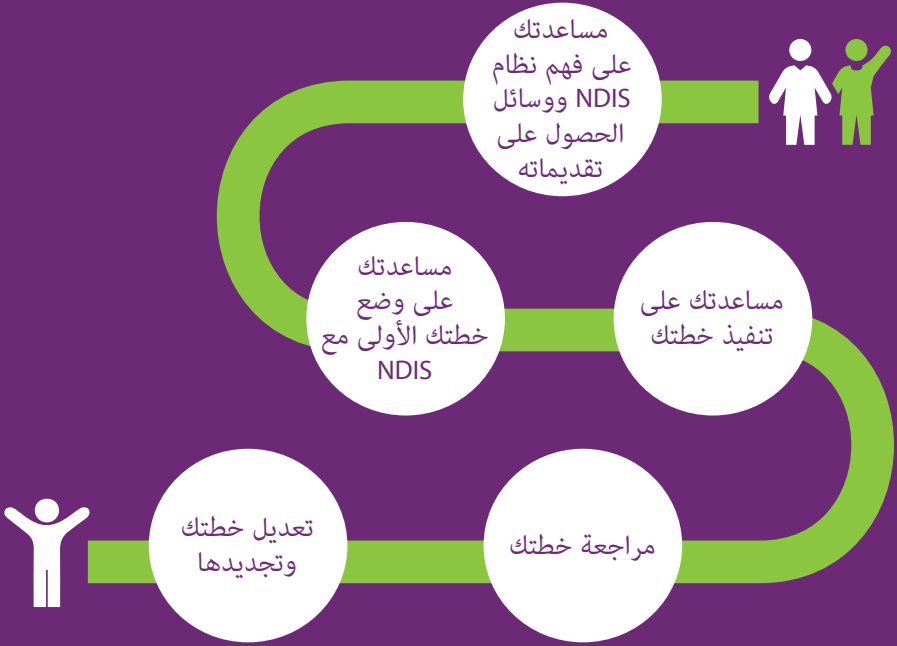 مساعدتك
على فهم نظام
NDIS ووسائل
الحصول على
تقديماته
مساعدتك
على وضع
خطتك الأولى مع
NDIS
مساعدتك على
تنفيذ خطتك
مراجعة خطتك
تعديل خطتك
وتجديدها